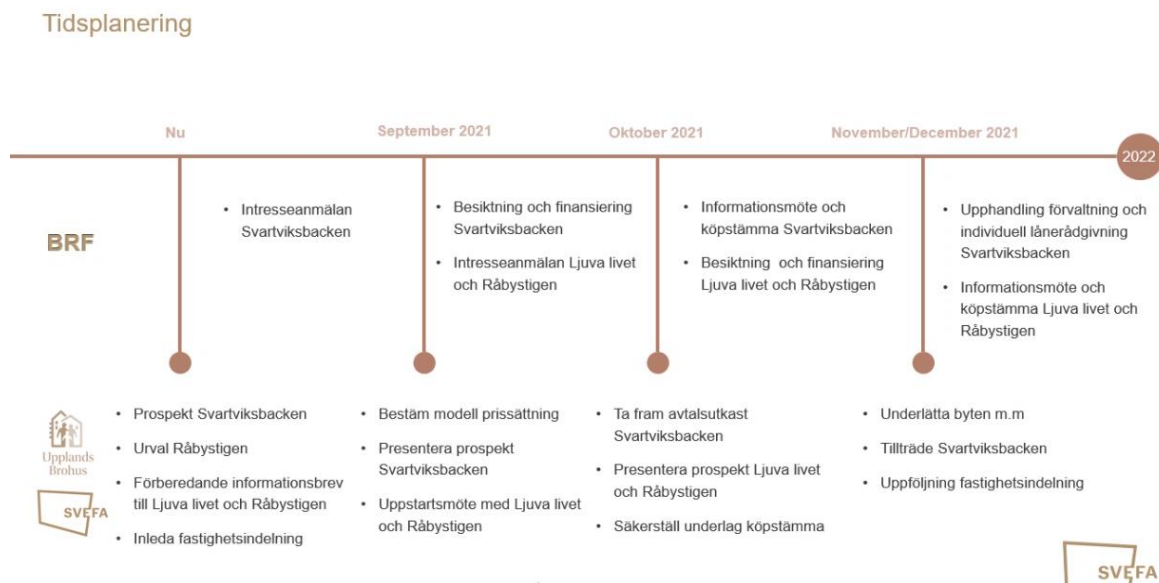 Tidsplanering
Nu
September 2021
Oktober 2021
November/December 2021
2022
BRF
• Intresseanmälan
Svartviksbacken
• Besiktning och finansiering
Svartviksbacken
• Intresseanmälan Ljuva livet
och Råbystigen
• Informationsmöte och
köpstämma Svartviksbacken
• Besiktning och finansiering
Ljuva livet och Råbystigen
• Upphandling förvaltning och
individuell lånerådgivning
Svartviksbacken
• Informationsmöte och
köpstämma Ljuva livet och
Råbystigen
Upplands
Brohus
SVEFA
• Prospekt Svartviksbacken
• Urval Råbystigen
• Förberedande informationsbrev
till Ljuva livet och Råbystigen
• Inleda fastighetsindelning
• Bestäm modell prissättning
• Presentera prospekt
Svartviksbacken
• Uppstartsmöte med Ljuva livet
och Råbystigen
• Ta fram avtalsutkast
Svartviksbacken
• Presentera prospekt Ljuva livet
och Råbystigen
• Säkerställ underlag köpstämma
• Underlätta byten m.m
• Tillträde Svartviksbacken
• Uppföljning fastighetsindelning
SVEFA